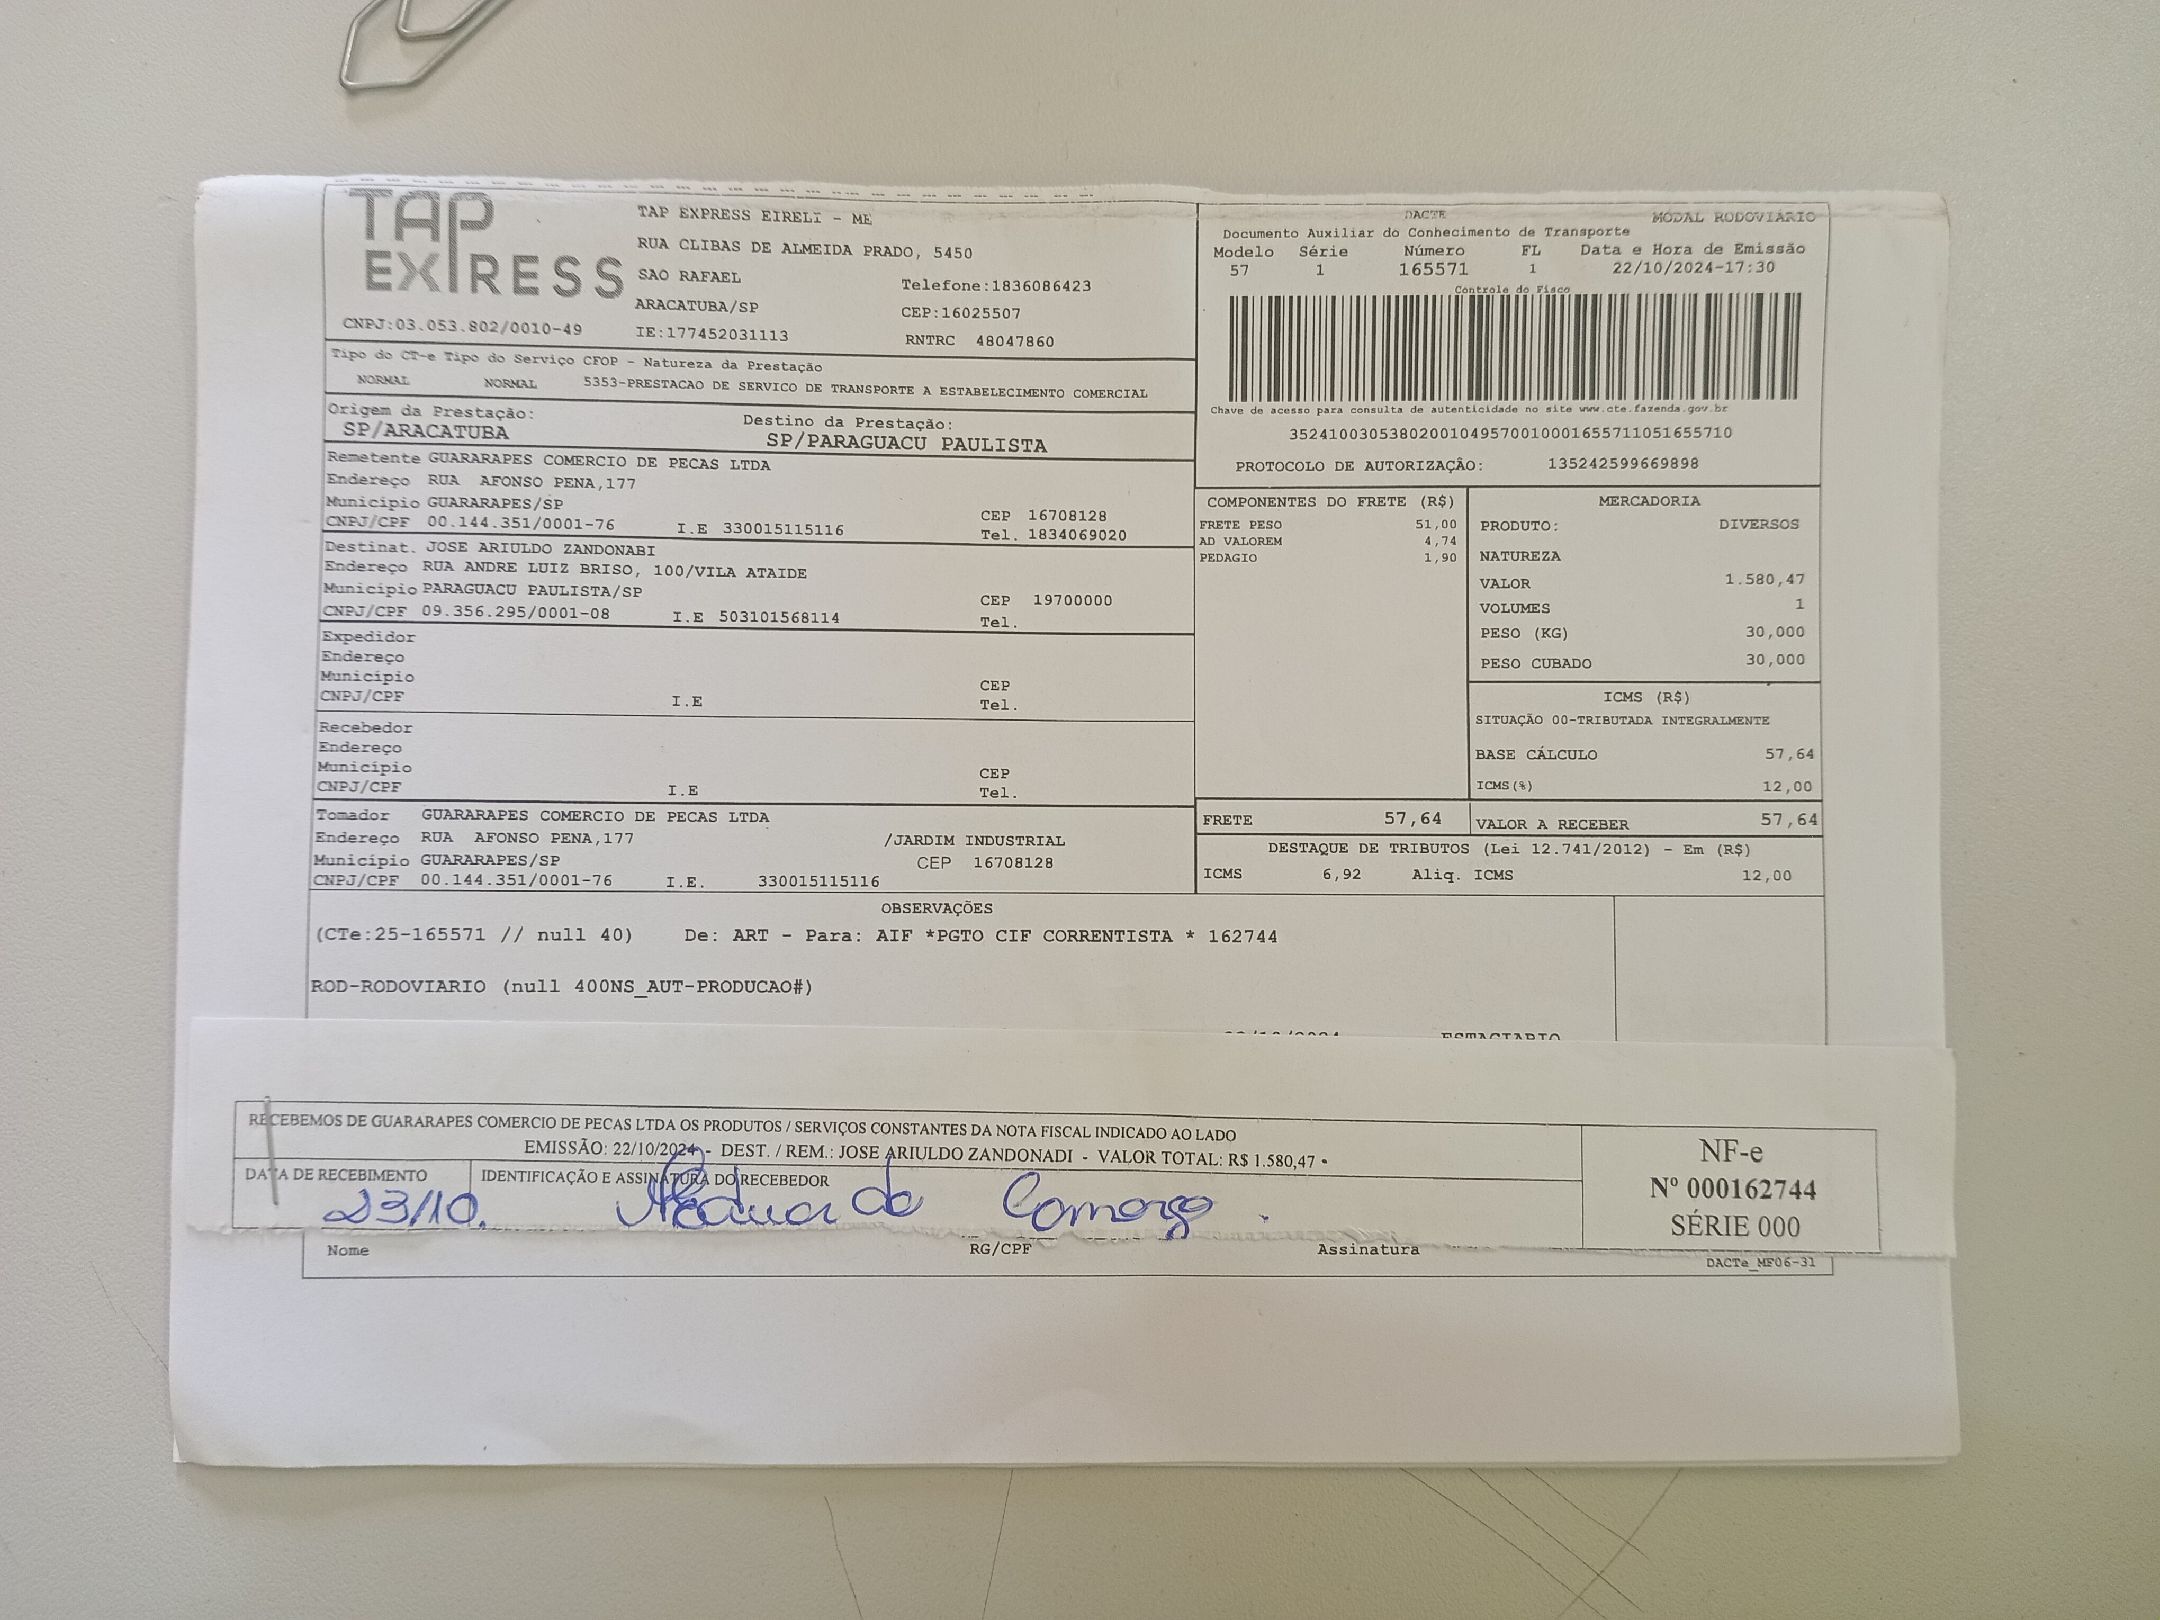 TAP EXPRESS
TAP EXPRESS EIRELI - ME
RUA CLIBAS DE ALMEIDA PRADO, 5450
SAO RAFAEL
Telefone:1836086423
ARACATUBA/SP
CEP:16025507
CNPJ:03.053.802/0010-49
IE:177452031113
RNTRC 48047860
DACTE
MODAL RODOVIÁRIO
Documento Auxiliar do Conhecimento de Transporte
Modelo Série Número FL Data e Hora de Emissão
57 1 165571 1 22/10/2024-17:30
Controle do Fisco
Chave de acesso para consulta de autenticidade no site www.cte.fazenda.gov.br
35241003053802001049570010001655711051655710
PROTOCOLO DE AUTORIZAÇÃO: 135242599669898
Tipo do CT-e Tipo do Serviço CFOP - Natureza da Prestação
NORMAL NORMAL 5353-PRESTACAO DE SERVICO DE TRANSPORTE A ESTABELECIMENTO COMERCIAL
Origem da Prestação: Destino da Prestação:
SP/ARACATUBA SP/PARAGUACU PAULISTA
Remetente GUARARAPES COMERCIO DE PECAS LTDA
Endereço RUA AFONSO PENA,177
Município GUARARAPES/SP CEP 16708128
CNPJ/CPF 00.144.351/0001-76 I.E 330015115116 Tel. 1834069020
Destinat. JOSE ARIULDO ZANDONABI
Endereço RUA ANDRE LUIZ BRISO, 100/VILA ATAIDE
Município PARAGUACU PAULISTA/SP CEP 19700000
CNPJ/CPF 09.356.295/0001-08 I.E 503101568114 Tel.
Expedidor
Endereço
Município CEP
CNPJ/CPF I.E Tel.
Recebedor
Endereço
Município CEP
CNPJ/CPF I.E Tel.
Tomador GUARARAPES COMERCIO DE PECAS LTDA
Endereço RUA AFONSO PENA,177 /JARDIM INDUSTRIAL
Município GUARARAPES/SP CEP 16708128
CNPJ/CPF 00.144.351/0001-76 I.E. 330015115116
COMPONENTES DO FRETE (R$)
FRETE PESO 51,00
AD VALOREM 4,74
PEDAGIO 1,90
MERCADORIA
PRODUTO: DIVERSOS
NATUREZA
VALOR 1.580,47
VOLUMES 1
PESO (KG) 30,000
PESO CUBADO 30,000
ICMS (R$)
SITUAÇÃO 00-TRIBUTADA INTEGRALMENTE
BASE CÁLCULO 57,64
ICMS(%) 12,00
FRETE 57,64 VALOR A RECEBER 57,64
DESTAQUE DE TRIBUTOS (Lei 12.741/2012) - Em (R$)
ICMS 6,92 Aliq. ICMS 12,00
OBSERVAÇÕES
(CTe:25-165571 // null 40) De: ART - Para: AIF *PGTO CIF CORRENTISTA * 162744
ROD-RODOVIARIO (null 400NS_AUT-PRODUCAO#)
RECEBEMOS DE GUARARAPES COMERCIO DE PECAS LTDA OS PRODUTOS / SERVIÇOS CONSTANTES DA NOTA FISCAL INDICADO AO LADO
EMISSÃO: 22/10/2024 - DEST. / REM.: JOSE ARIULDO ZANDONADI - VALOR TOTAL: R$ 1.580,47
DATA DE RECEBIMENTO IDENTIFICAÇÃO E ASSINATURA DO RECEBEDOR
23/10. de Camargo.
NF-e
Nº 000162744
SÉRIE 000
Nome RG/CPF Assinatura
DACTe_MF06-31